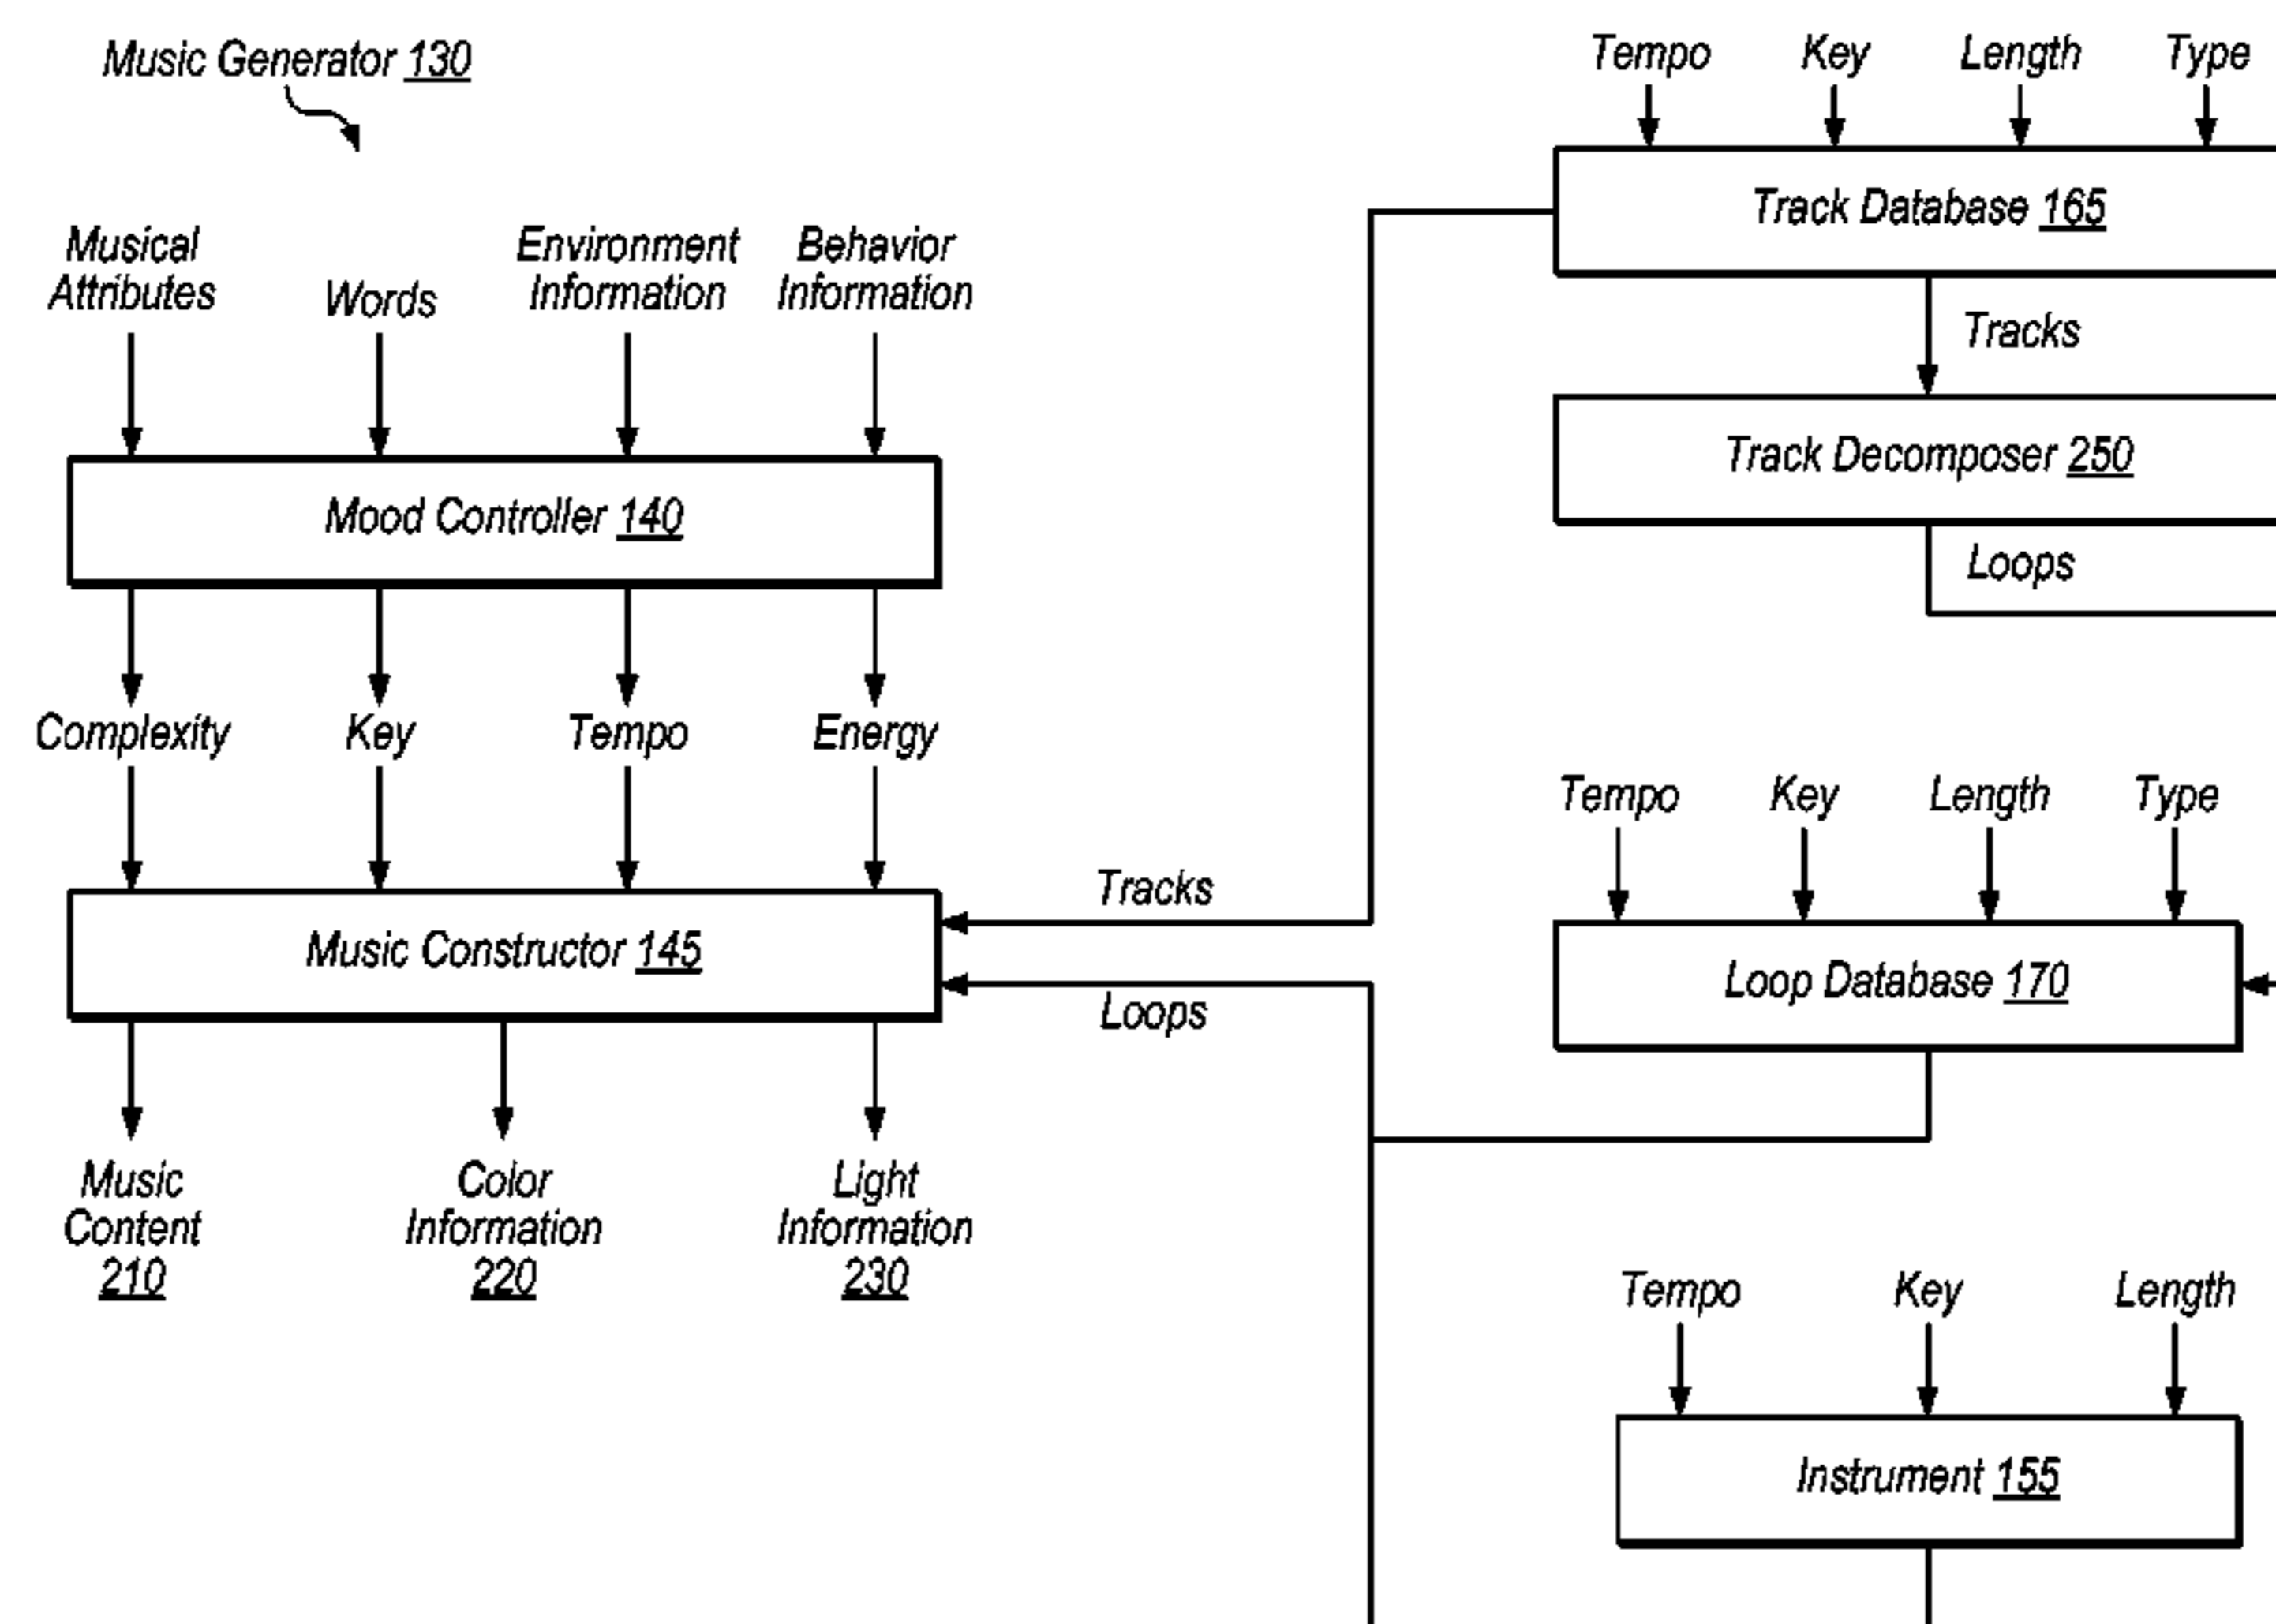 Music Generator 130
Musical
Attributes
Words
Environment
Information
Behavior
Information
Mood Controller 140
Complexity
Key
Tempo
Energy
Music Constructor 145
Music
Content
210
Color
Information
220
Light
Information
230
Tracks
Loops
Tempo
Key
Length
Type
Track Database 165
Tracks
Track Decomposer 250
Loops
Tempo
Key
Length
Type
Loop Database 170
Tempo
Key
Length
Instrument 155